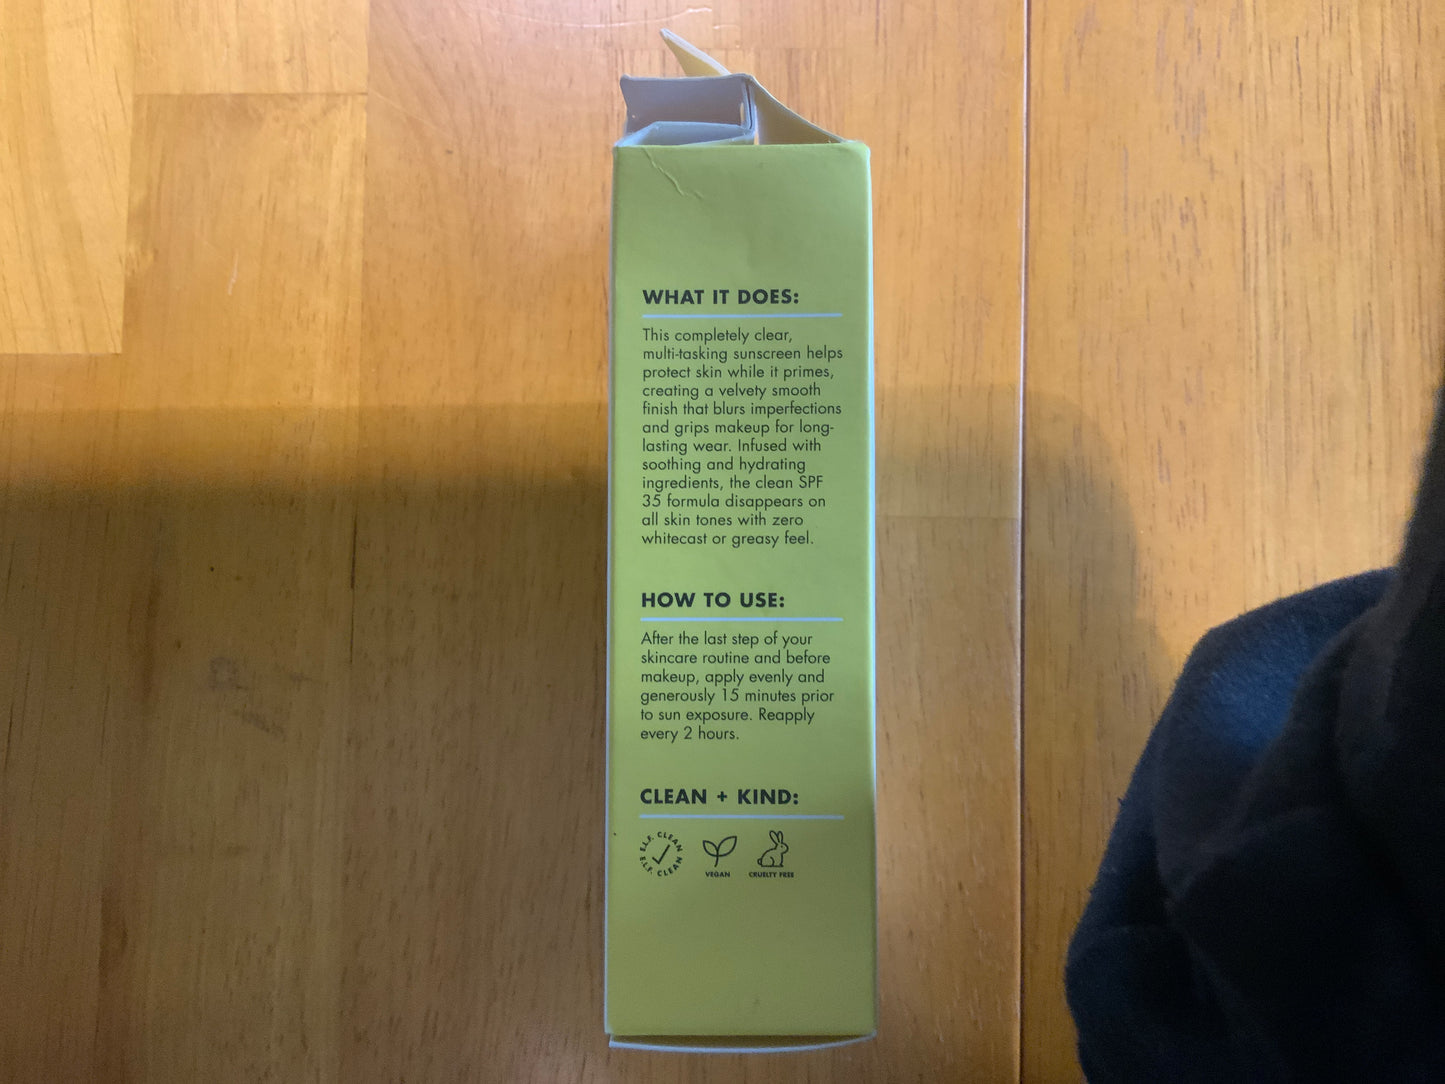 WHAT IT DOES:
This completely clear,
multi-tasking sunscreen helps
protect skin while it primes,
creating a velvety smooth
finish that blurs imperfections
and grips makeup for long-
lasting wear. Infused with
soothing and hydrating
ingredients, the clean SPF
35 formula disappears on
all skin tones with zero
whitecast or greasy feel.
HOW TO USE:
After the last step of your
skincare routine and before
makeup, apply evenly and
generously 15 minutes prior
to sun exposure. Reapply
every 2 hours.
CLEAN + KIND:
E.L.F. CLEAN
E.L.F. CLEAN
VEGAN
CRUELTY FREE